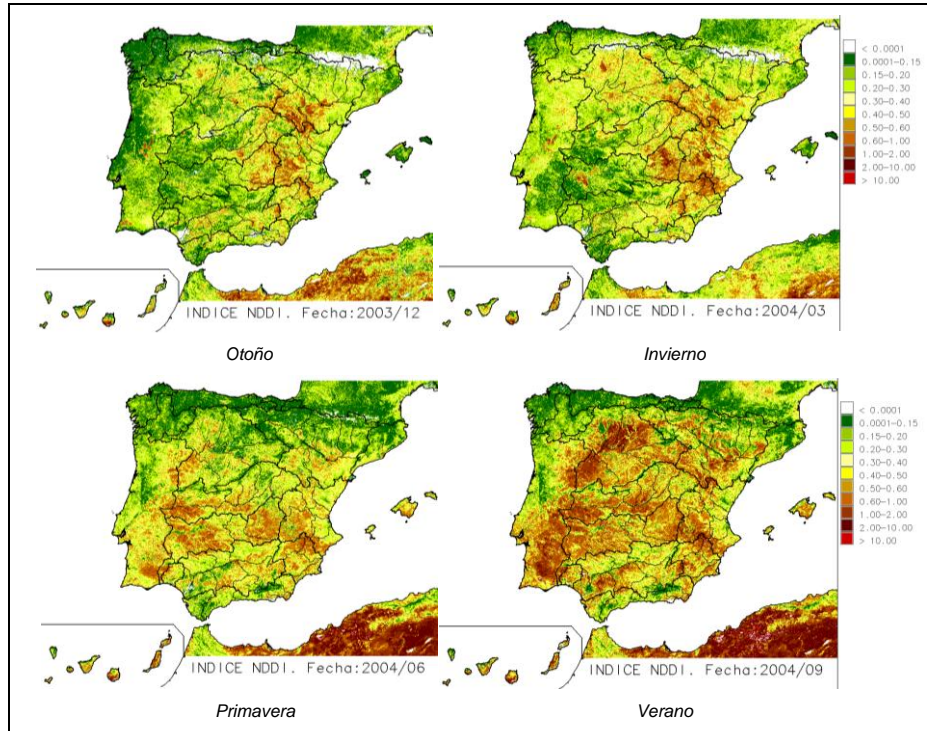 < 0.0001
0.0001-0.15
0.15-0.20
0.20-0.30
0.30-0.40
0.40-0.50
0.50-0.60
0.60-1.00
1.00-2.00
2.00-10.00
> 10.00
INDICE NDDI. Fecha:2003/12
INDICE NDDI. Fecha:2004/03
Otoño
Invierno
< 0.0001
0.0001-0.15
0.15-0.20
0.20-0.30
0.30-0.40
0.40-0.50
0.50-0.60
0.60-1.00
1.00-2.00
2.00-10.00
> 10.00
INDICE NDDI. Fecha:2004/06
INDICE NDDI. Fecha:2004/09
Primavera
Verano